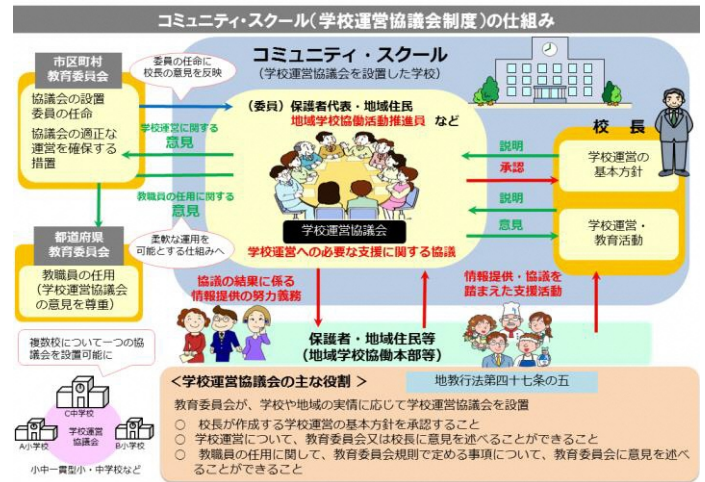 コミュニティ・スクール（学校運営協議会制度）の仕組み
市区町村
教育委員会
協議会の設置
委員の任命
協議会の適正な
運営を確保する
措置
委員の任命に
校長の意見を反映
コミュニティ・スクール
（学校運営協議会を設置した学校）
（委員）保護者代表・地域住民
地域学校協働活動推進員 など
学校運営に関する
意見
教職員の任用に関する
意見
柔軟な運用を
可能とする仕組みへ
学校運営協議会
学校運営への必要な支援に関する協議
校 長
説明
承認
学校運営の
基本方針
説明
意見
学校運営・
教育活動
都道府県
教育委員会
教職員の任用
（学校運営協議会
の意見を尊重）
協議の結果に係る
情報提供の努力義務
情報提供・協議を
踏まえた支援活動
保護者・地域住民等
（地域学校協働本部等）
複数校について一つの協
議会を設置可能に
C中学校
学校運営
協議会
A小学校
B小学校
小中一貫型小・中学校など
＜学校運営協議会の主な役割 ＞
地教行法第四十七条の五
教育委員会が、学校や地域の実情に応じて学校運営協議会を設置
○ 校長が作成する学校運営の基本方針を承認すること
○ 学校運営について、教育委員会又は校長に意見を述べることができること
○ 教職員の任用に関して、教育委員会規則で定める事項について、教育委員会に意見を述べ
ることができること